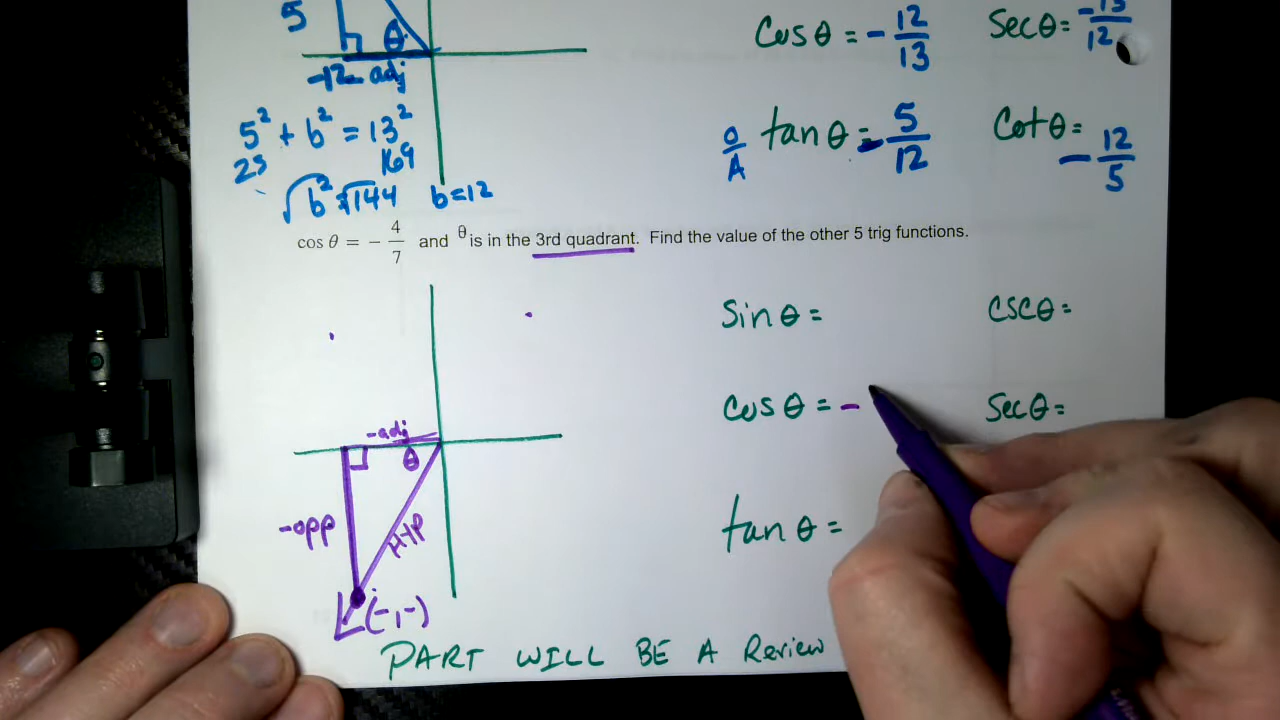 5
θ
-12 adj
Cos θ = - 12/13
Sec θ = -13/12
5² + b² = 13²
25 169
√b² = √144 b = 12
O/A tan θ = - 5/12
Cot θ = - 12/5
cos θ = - 4/7 and θ is in the 3rd quadrant. Find the value of the other 5 trig functions.
Sin θ =
CSC θ =
-adj
θ
cos θ = -
Sec θ =
-opp
HYP
tan θ =
(-,-)
PART WILL BE A Review